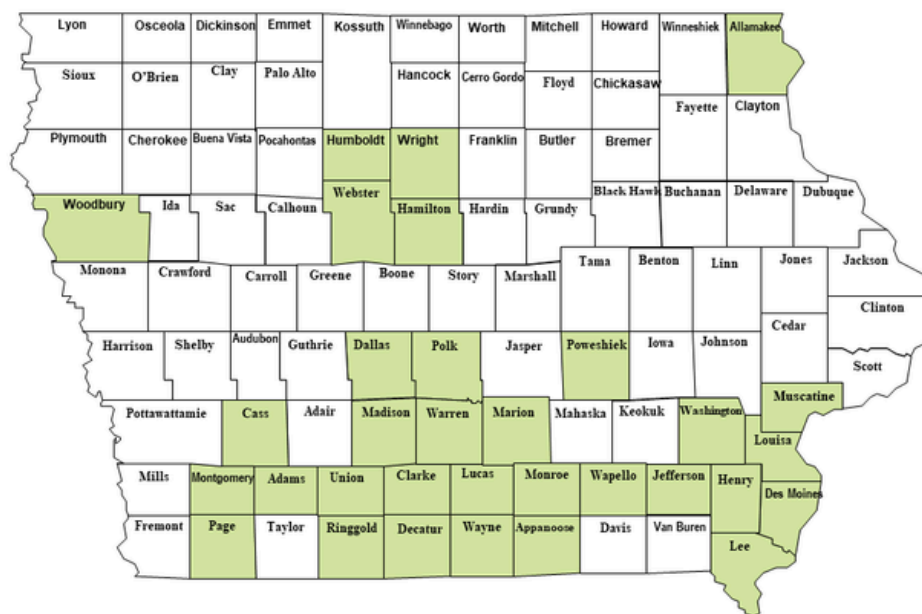 Lyon Osceola Dickinson Emmet Kossuth Winnebago Worth Mitchell Howard Winneshiek Allamakee
Sioux O'Brien Clay Palo Alto Hancock Cerro Gordo Floyd Chickasaw
Fayette Clayton
Plymouth Cherokee Buena Vista Pocahontas Humboldt Wright Franklin Butler Bremer
Webster Black Hawk Buchanan Delaware Dubuque
Woodbury Ida Sac Calhoun Hamilton Hardin Grundy
Monona Crawford Carroll Greene Boone Story Marshall Tama Benton Linn Jones Jackson
Clinton
Harrison Shelby Audubon Guthrie Dallas Polk Jasper Poweshiek Iowa Johnson Cedar
Scott
Pottawattamie Cass Adair Madison Warren Marion Mahaska Keokuk Washington Muscatine
Louisa
Mills Montgomery Adams Union Clarke Lucas Monroe Wapello Jefferson Henry Des Moines
Fremont Page Taylor Ringgold Decatur Wayne Appanoose Davis Van Buren Lee